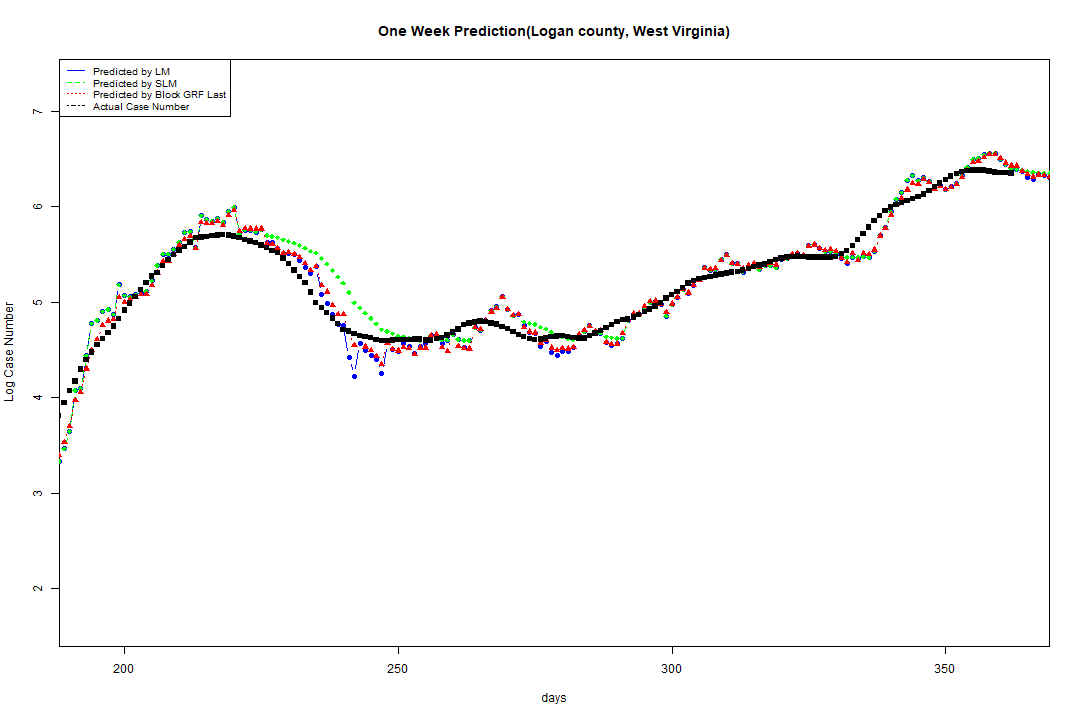 One Week Prediction(Logan county, West Virginia)
Predicted by LM
Predicted by SLM
Predicted by Block GRF Last
Actual Case Number
7
6
5
4
3
2
Log Case Number
200
250
300
350
days